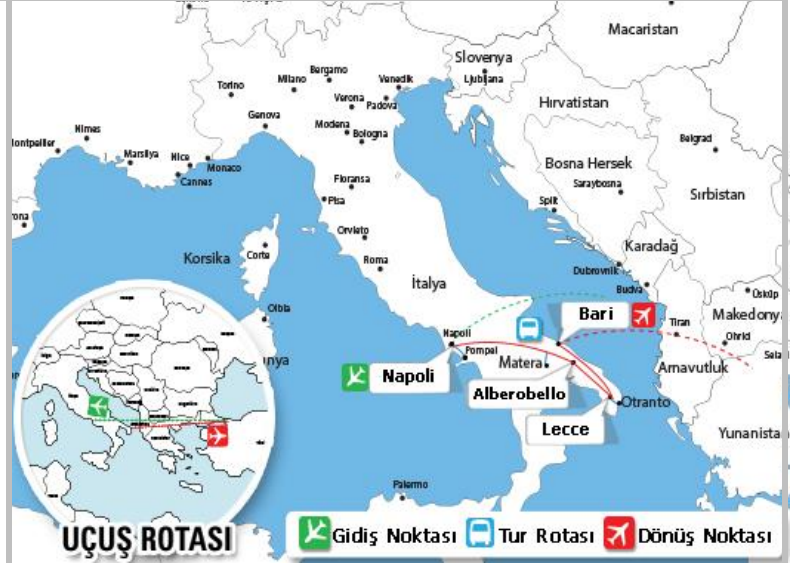 Macaristan
Slovenya
Ljubljana
Bergamo
Torino
Milano
Venedik
Verona
Padova
Hırvatistan
Genova
Modena
Bologna
Nimes
Belgrad
Marsilya
Nice
Monaco
Cannes
Bosna Hersek
Saraybosna
Floransa
Pisa
Split
Sırbistan
Orvieto
Karadağ
Korsika
Corte
Roma
Dubrovnik
Budva
İtalya
Üsküp
Olbia
Bari
Tiran
Makedonya
Ohrid
Napoli
Pompei
Matera
Arnavutluk
Napoli
Alberobello
Otranto
Lecce
Yunanista
Palermo
UÇUŞ ROTASI
Gidiş Noktası
Tur Rotası
Dönüş Noktası